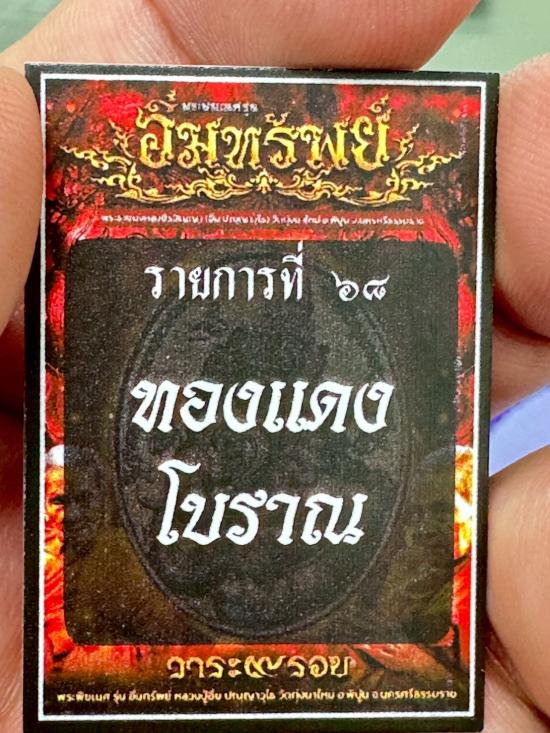 พระพิฆเนศ รุ่น
อิ่มทรัพย์
รายการที่ ๖๘
ทองแดง
โบราณ
วาระ๙รอบ
พระพิฆเนศ รุ่น อิ่มทรัพย์ หลวงปู่อิ่ม ปญฺญาวุโธ วัดทุ่งนาใหม่ อ.พิปูน จ.นครศรีธรรมราช